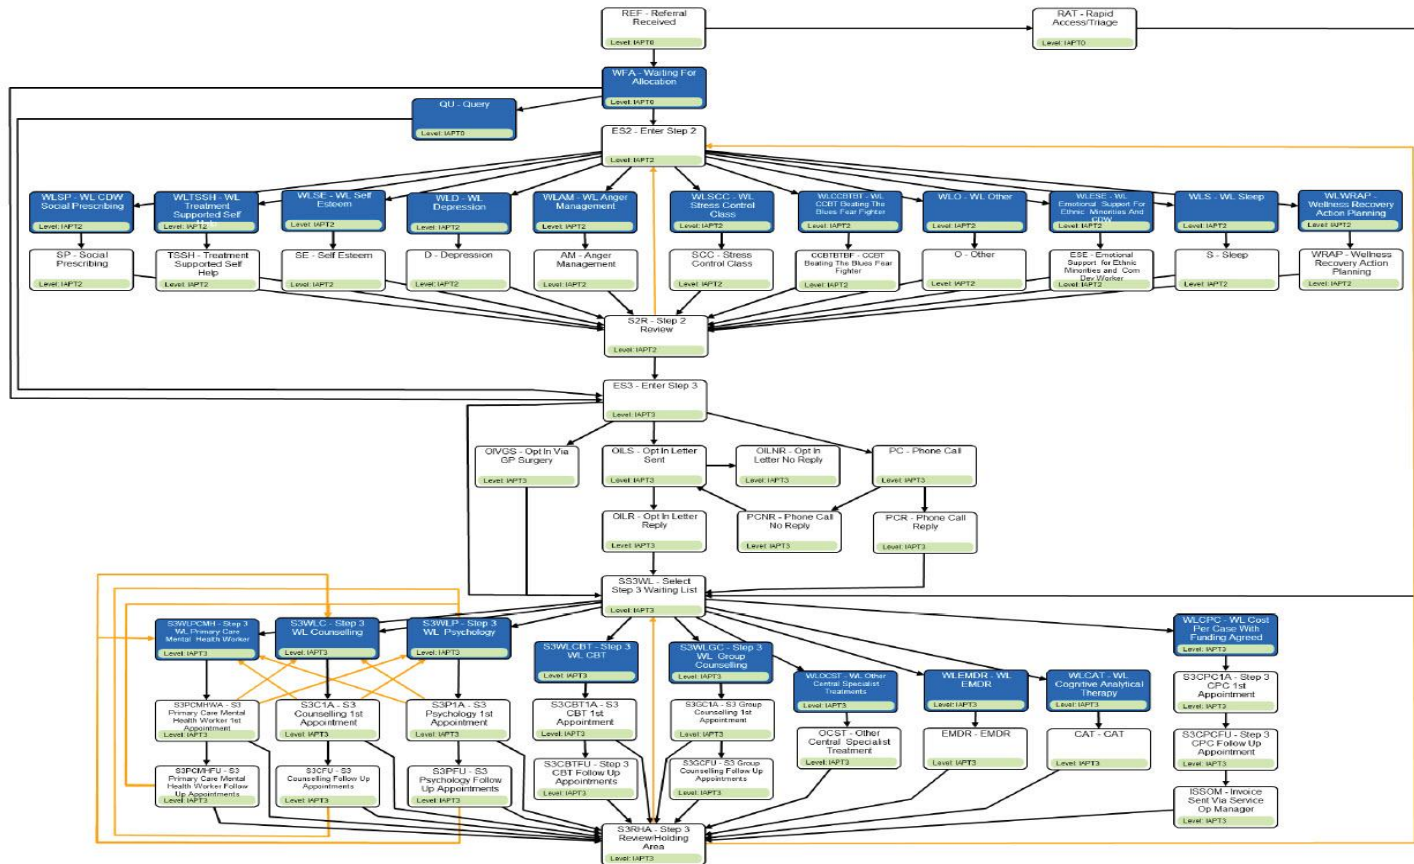 REF - Referral
Received
Level: IAPT0
RAT - Rapid
Access/Triage
Level: IAPT0
WFA - Waiting For
Allocation
Level: IAPT0
QU - Query
Level: IAPT0
ES2 - Enter Step 2
Level: IAPT2
WLSP - WL CDW
Social Prescribing
Level: IAPT2
WLTSSH - WL
Treatment
Supported Self
Level: IAPT2
WLSE - WL Self
Esteem
Level: IAPT2
WLD - WL
Depression
Level: IAPT2
WLAM - WL Anger
Management
Level: IAPT2
WLSCC - WL
Stress Control
Class
Level: IAPT2
WLCCBTBT - WL
CCBT Beating The
Blues Fear Fighter
Level: IAPT2
WLO - WL Other
Level: IAPT2
WLESE - WL
Emotional Support For
Ethnic Minorities And
CDW
Level: IAPT2
WLS - WL Sleep
Level: IAPT2
WLWRAP -
Wellness Recovery
Action Planning
Level: IAPT2
SP - Social
Prescribing
Level: IAPT2
TSSH - Treatment
Supported Self
Help
Level: IAPT2
SE - Self Esteem
Level: IAPT2
D - Depression
Level: IAPT2
AM - Anger
Management
Level: IAPT2
SCC - Stress
Control Class
Level: IAPT2
CCBTBTBF - CCBT
Beating The Blues Fear
Fighter
Level: IAPT2
O - Other
Level: IAPT2
ESE - Emotional
Support for Ethnic
Minorities and Com
Dev Worker
Level: IAPT2
S - Sleep
Level: IAPT2
WRAP - Wellness
Recovery Action
Planning
Level: IAPT2
S2R - Step 2
Review
Level: IAPT2
ES3 - Enter Step 3
Level: IAPT3
OIVGS - Opt In Via
GP Surgery
Level: IAPT3
OILS - Opt In Letter
Sent
Level: IAPT3
OILNR - Opt In
Letter No Reply
Level: IAPT3
PC - Phone Call
Level: IAPT3
OILR - Opt In Letter
Reply
Level: IAPT3
PCNR - Phone Call
No Reply
Level: IAPT3
PCR - Phone Call
Reply
Level: IAPT3
SS3WL - Select
Step 3 Waiting List
Level: IAPT3
S3WLPCMH - Step 3
WL Primary Care
Mental Health Worker
Level: IAPT3
S3WLC - Step 3
WL Counselling
Level: IAPT3
S3WLP - Step 3
WL Psychology
Level: IAPT3
S3WLCBT - Step 3
WL CBT
Level: IAPT3
S3WLGC - Step 3
WL Group
Counselling
Level: IAPT3
WLOCST - WL Other
Central Specialist
Treatments
Level: IAPT3
WLEMDR - WL
EMDR
Level: IAPT3
WLCAT - WL
Cognitive Analytical
Therapy
Level: IAPT3
WLCPC - WL Cost
Per Case With
Funding Agreed
Level: IAPT3
S3PCMHWA - S3
Primary Care Mental
Health Worker 1st
Appointment
Level: IAPT3
S3C1A - S3
Counselling 1st
Appointment
Level: IAPT3
S3P1A - S3
Psychology 1st
Appointment
Level: IAPT3
S3CBT1A - S3
CBT 1st
Appointment
Level: IAPT3
S3GC1A - S3 Group
Counselling 1st
Appointment
Level: IAPT3
OCST - Other
Central Specialist
Treatment
Level: IAPT3
EMDR - EMDR
Level: IAPT3
CAT - CAT
Level: IAPT3
S3CPC1A - Step 3
CPC 1st
Appointment
Level: IAPT3
S3PCMHFU - S3
Primary Care Mental
Health Worker Follow
Up Appointments
Level: IAPT3
S3CFU - S3
Counselling Follow Up
Appointments
Level: IAPT3
S3PFU - S3
Psychology Follow
Up Appointments
Level: IAPT3
S3CBTFU - Step 3
CBT Follow Up
Appointments
Level: IAPT3
S3GCFU - S3 Group
Counselling Follow Up
Appointments
Level: IAPT3
S3CPCFU - Step 3
CPC Follow Up
Appointment
Level: IAPT3
ISSOM - Invoice
Sent Via Service
Op Manager
Level: IAPT3
S3RHA - Step 3
Review/Holding
Area
Level: IAPT3